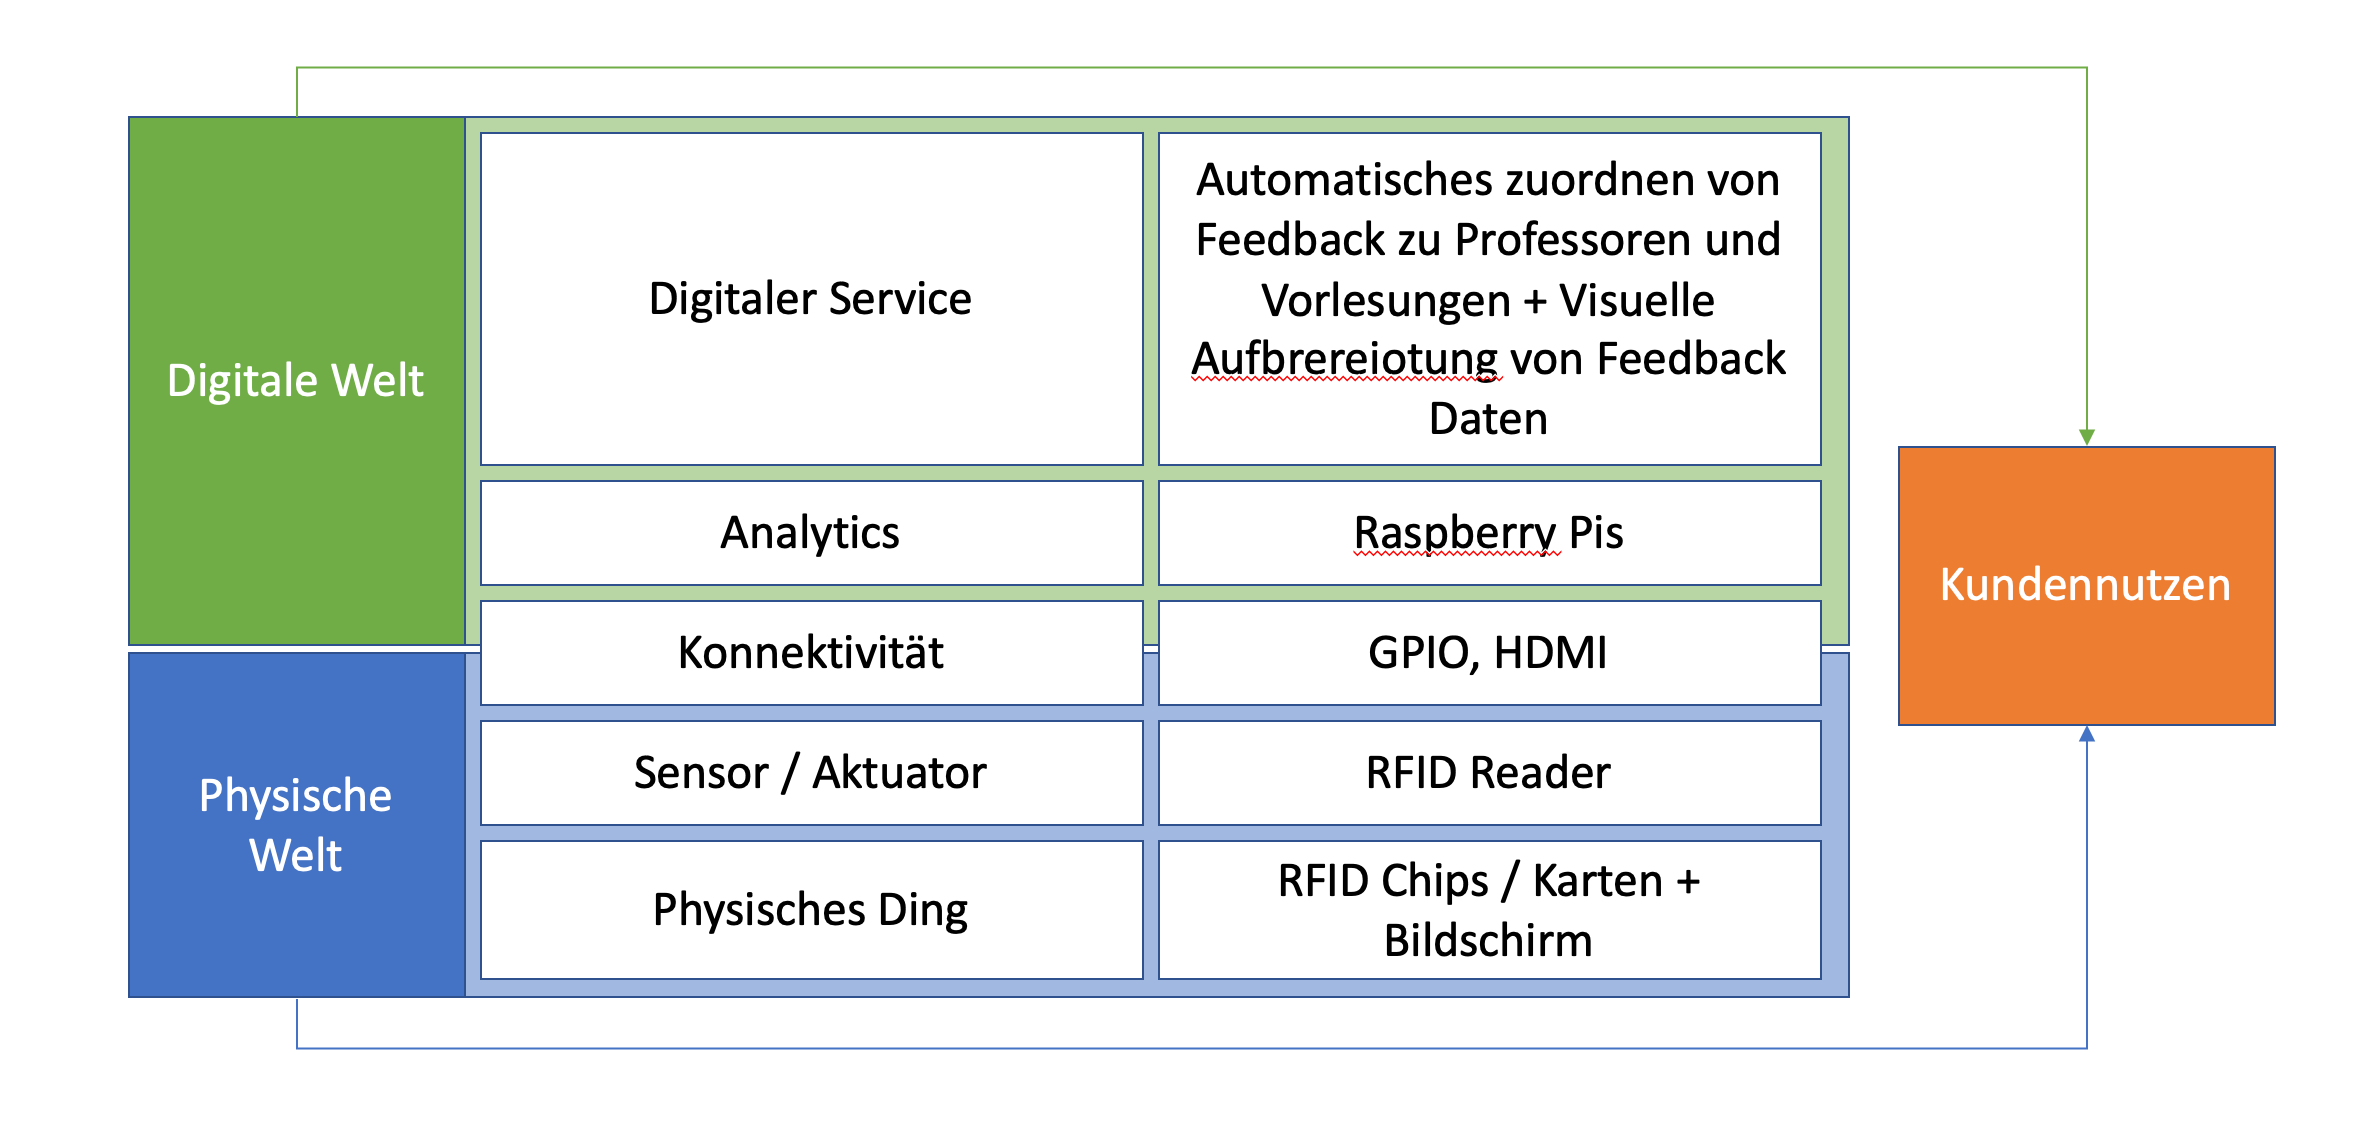 Digitale Welt
Digitaler Service
Automatisches zuordnen von
Feedback zu Professoren und
Vorlesungen + Visuelle
Aufbrereiotung von Feedback
Daten
Analytics
Raspberry Pis
Konnektivität
GPIO, HDMI
Physische
Welt
Sensor / Aktuator
RFID Reader
Physisches Ding
RFID Chips / Karten +
Bildschirm
Kundennutzen